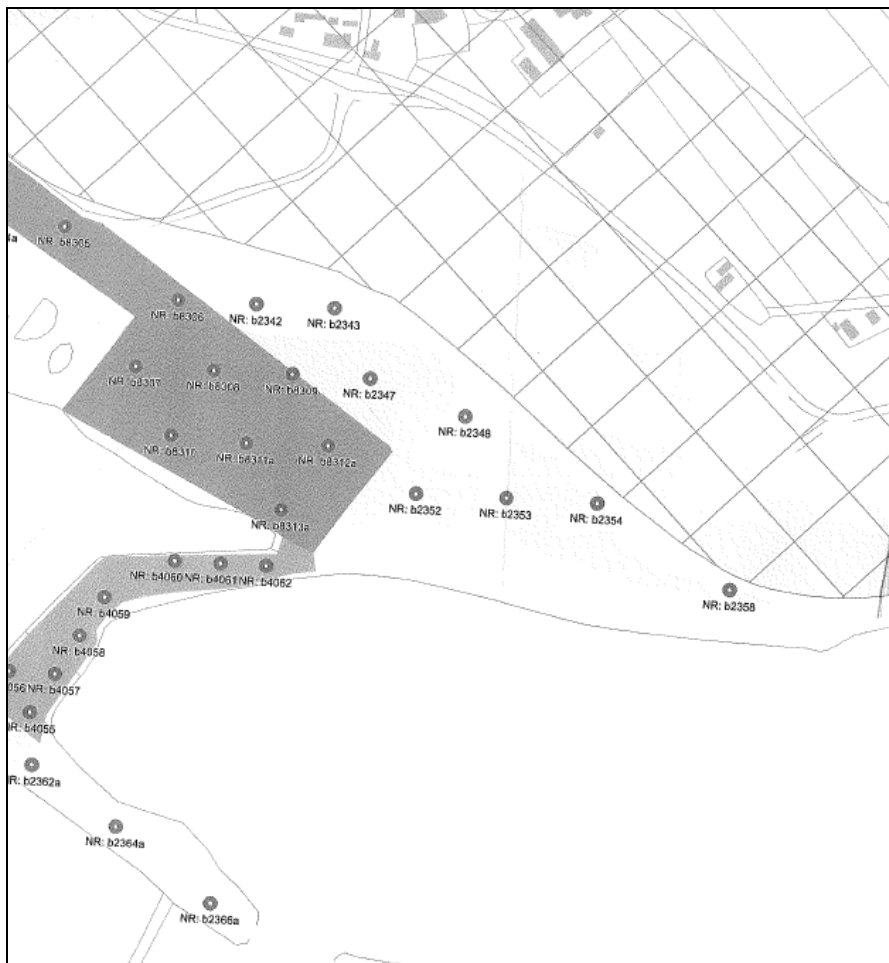 NR: b8305
NR: b8306
NR: b2342
NR: b2343
NR: b8307
NR: b8308
NR: b8309
NR: b2347
NR: b2348
NR: b8310
NR: b8311a
NR: b8312a
NR: b2352
NR: b2353
NR: b2354
NR: b8313a
NR: b4060
NR: b4061
NR: b4062
NR: b2358
NR: b4059
NR: b4058
NR: b4057
NR: b4055
NR: b2362a
NR: b2364a
NR: b2366a